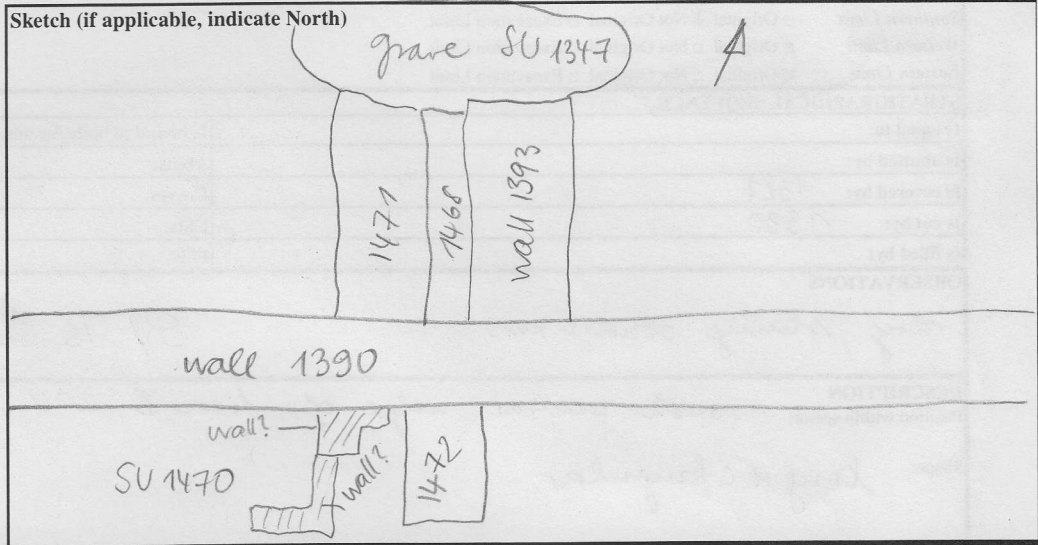 Sketch (if applicable, indicate North)
grave SU 1347
1471
1468
wall 1393
wall 1390
wall?
wall?
SU 1470
1472